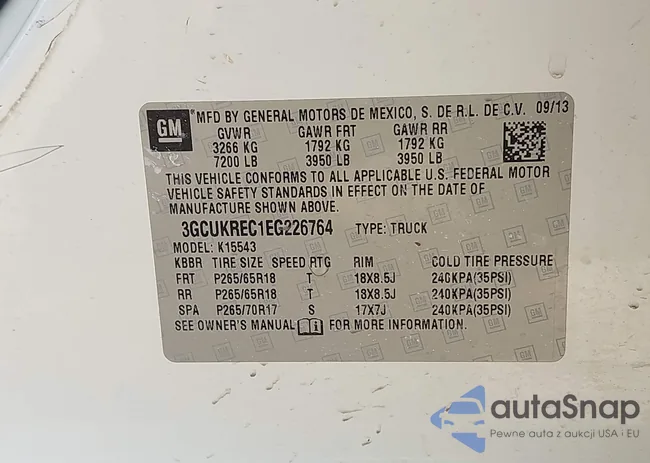 GM
MFD BY GENERAL MOTORS DE MEXICO, S. DE R.L. DE C.V. 09/13
GVWR GAWR FRT GAWR RR
3266 KG 1792 KG 1792 KG
7200 LB 3950 LB 3950 LB
THIS VEHICLE CONFORMS TO ALL APPLICABLE U.S. FEDERAL MOTOR
VEHICLE SAFETY STANDARDS IN EFFECT ON THE DATE OF
MANUFACTURE SHOWN ABOVE.
3GCUKREC1EG226764 TYPE: TRUCK
MODEL: K15543
KBBR TIRE SIZE SPEED RTG RIM COLD TIRE PRESSURE
FRT P265/65R18 T 18X8.5J 240KPA(35PSI)
RR P265/65R18 T 18X8.5J 240KPA(35PSI)
SPA P265/70R17 S 17X7J 240KPA(35PSI)
SEE OWNER'S MANUAL FOR MORE INFORMATION.
autoSnap
Pewne auta z aukcji USA i EU